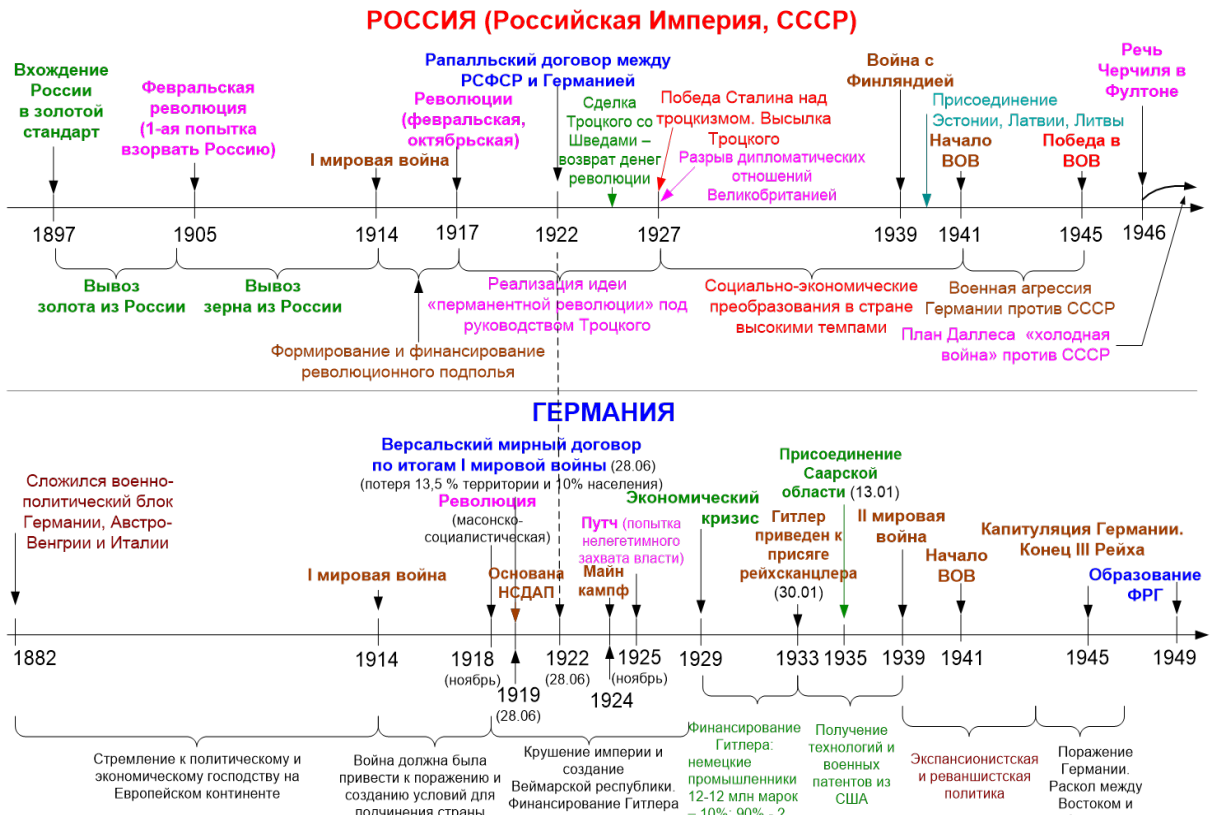 РОССИЯ (Российская Империя, СССР)
Вхождение
России
в золотой
стандарт
Февральская
революция
(1-ая попытка
взорвать Россию)
I мировая война
Революции
(февральская,
октябрьская)
Рапалльский договор между
РСФСР и Германией
Сделка
Троцкого со
Шведами –
возврат денег
революции
Победа Сталина над
троцкизмом. Высылка
Троцкого
Разрыв дипломатических
отношений
Великобританией
Война с
Финляндией
Присоединение
Эстонии, Латвии, Литвы
Начало
ВОВ
Победа в
ВОВ
Речь
Черчиля в
Фултоне
1897
1905
1914
1917
1922
1927
1939
1941
1945
1946
Вывоз
золота из России
Вывоз
зерна из России
Формирование и финансирование
революционного подполья
Реализация идеи
«перманентной революции» под
руководством Троцкого
Социально-экономические
преобразования в стране
высокими темпами
Военная агрессия
Германии против СССР
План Даллеса «холодная
война» против СССР
ГЕРМАНИЯ
Сложился военно-
политический блок
Германии, Австро-
Венгрии и Италии
I мировая война
Версальский мирный договор
по итогам I мировой войны (28.06)
(потеря 13,5 % территории и 10% населения)
Революция
(масонско-
социалистическая)
Основана
НСДАП
Путч (попытка
нелегетимного
захвата власти)
Майн
кампф
Экономический
кризис
Гитлер
приведен к
присяге
рейхсканцлера
(30.01)
Присоединение
Саарской
области (13.01)
II мировая
война
Начало
ВОВ
Капитуляция Германии.
Конец III Рейха
Образование
ФРГ
1882
1914
1918
(ноябрь)
1919
(28.06)
1922
(28.06)
1924
1925
(ноябрь)
1929
1933
1935
1939
1941
1945
1949
Стремление к политическому и
экономическому господству на
Европейском континенте
Война должна была
привести к поражению и
созданию условий для
подчинения страны
Крушение империи и
создание
Веймарской республики.
Финансирование Гитлера
Финансирование
Гитлера:
немецкие
промышленники
12-12 млн марок
– 10%; 90% - 2
Получение
технологий и
военных
патентов из
США
Экспансионистская
и реваншистская
политика
Поражение
Германии.
Раскол между
Востоком и